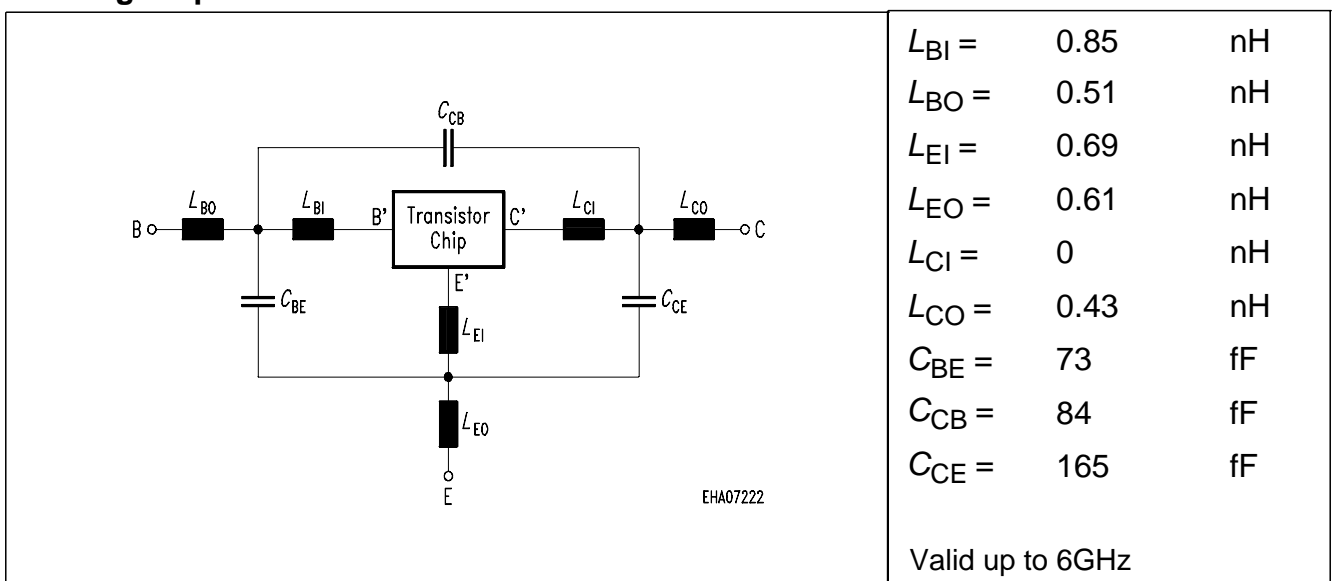 C_CB
L_BO
L_BI
B'
Transistor
Chip
C'
L_CI
L_CO
B
C
E'
C_BE
C_CE
L_EI
L_EO
E
EHA07222
L_BI = 0.85 nH
L_BO = 0.51 nH
L_EI = 0.69 nH
L_EO = 0.61 nH
L_CI = 0 nH
L_CO = 0.43 nH
C_BE = 73 fF
C_CB = 84 fF
C_CE = 165 fF
Valid up to 6GHz